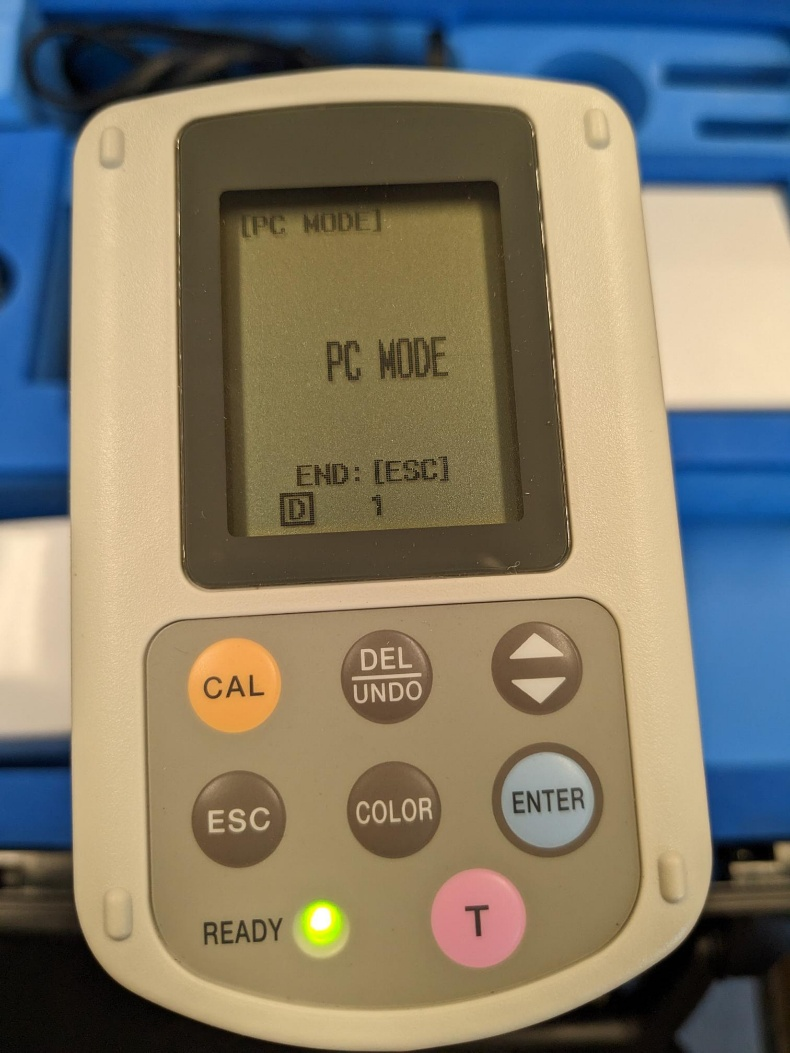 [PC MODE]
PC MODE
END: [ESC]
D 1
CAL
DEL
UNDO
ESC
COLOR
ENTER
READY
T